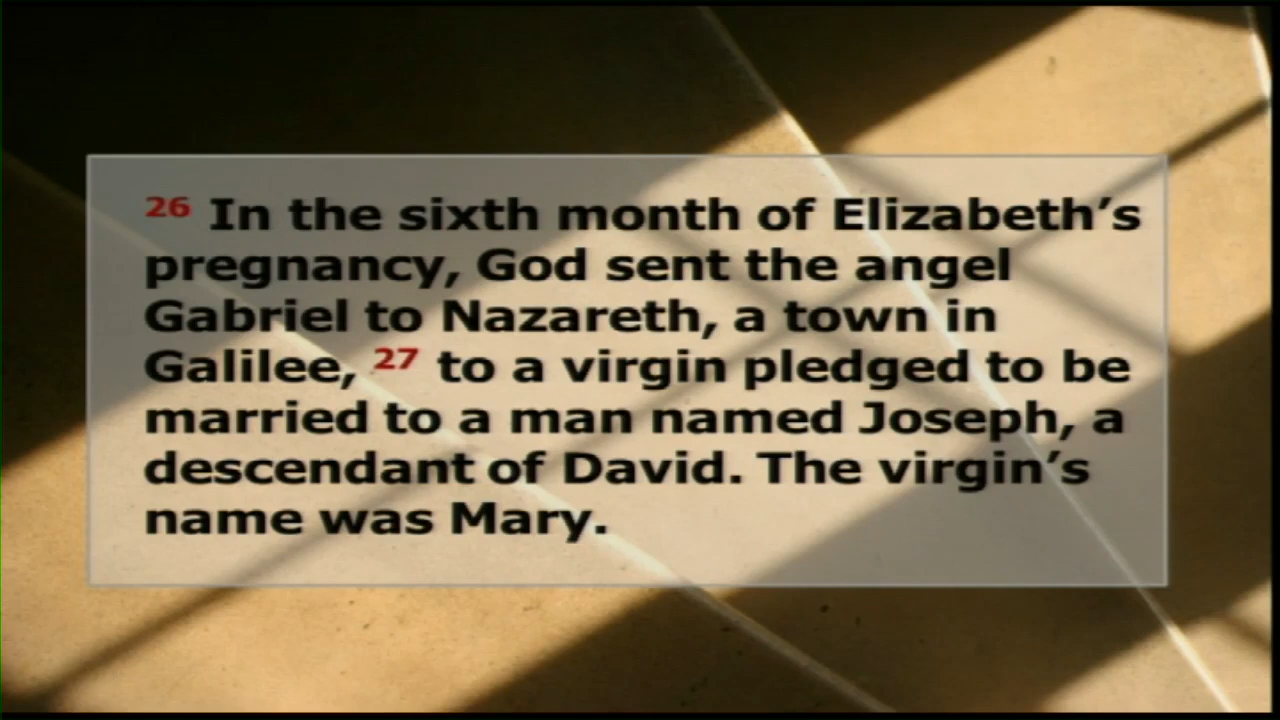 26 In the sixth month of Elizabeth’s
pregnancy, God sent the angel
Gabriel to Nazareth, a town in
Galilee, 27 to a virgin pledged to be
married to a man named Joseph, a
descendant of David. The virgin’s
name was Mary.